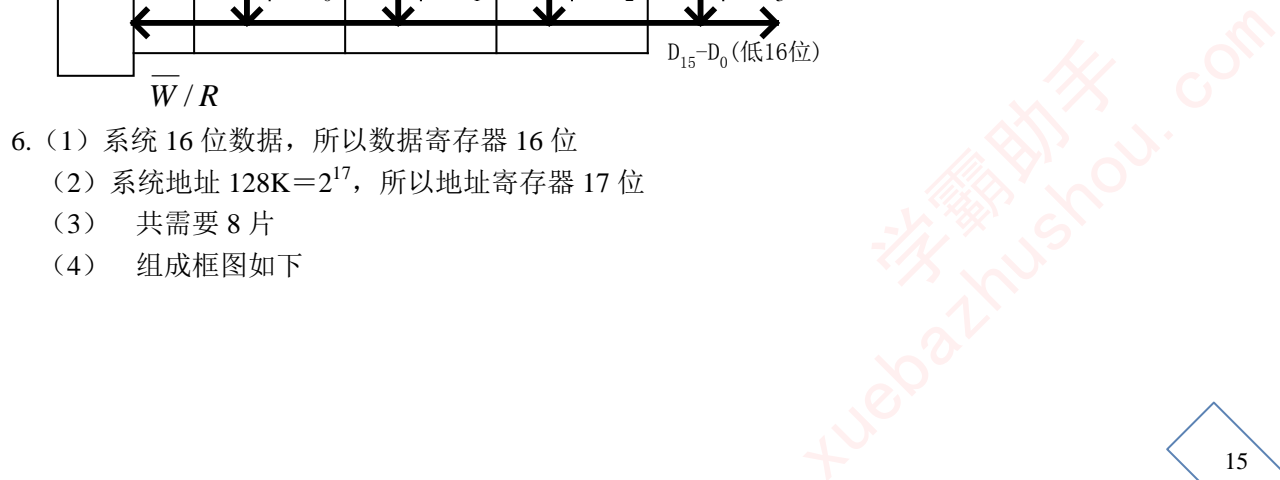 D₁₅-D₀(低16位)
W̅ / R
6.（1）系统 16 位数据，所以数据寄存器 16 位
（2）系统地址 128K＝2¹⁷，所以地址寄存器 17 位
（3） 共需要 8 片
（4） 组成框图如下
学霸助手
xuebazhushou.com
15